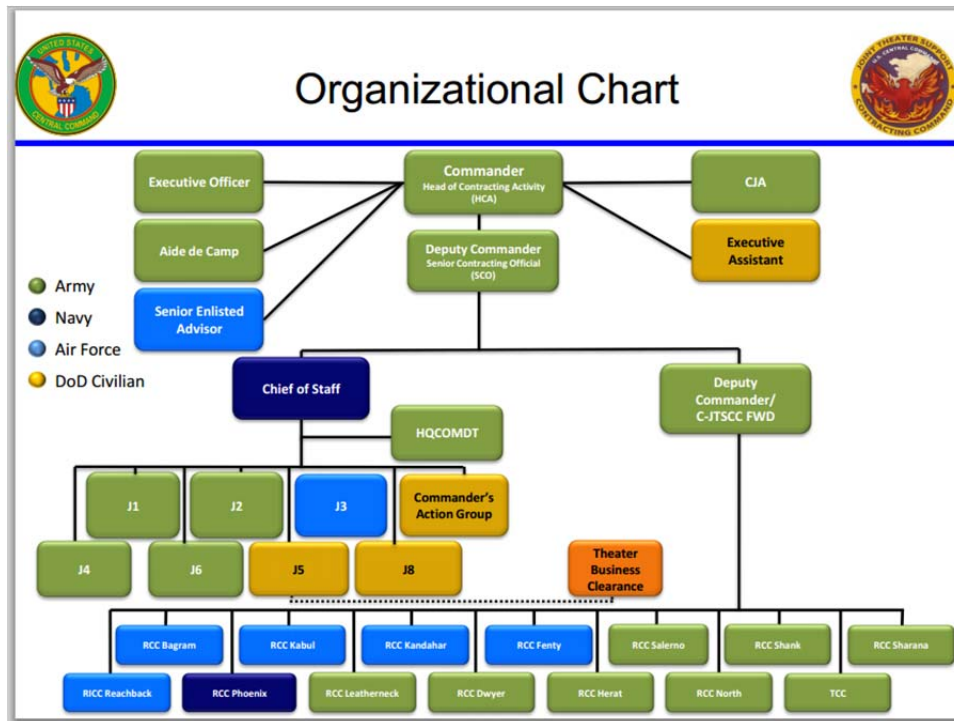 UNITED STATES
CENTRAL COMMAND
Organizational Chart
JOINT THEATER SUPPORT
U.S. CENTRAL COMMAND
CONTRACTING COMMAND
Executive Officer
Commander
Head of Contracting Activity
(HCA)
CJA
Aide de Camp
Deputy Commander
Senior Contracting Official
(SCO)
Executive
Assistant
Senior Enlisted
Advisor
Army
Navy
Air Force
DoD Civilian
Chief of Staff
Deputy
Commander/
C-JTSCC FWD
HQCOMDT
J1
J2
J3
Commander's
Action Group
J4
J6
J5
J8
Theater
Business
Clearance
RCC Bagram
RCC Kabul
RCC Kandahar
RCC Fenty
RCC Salerno
RCC Shank
RCC Sharana
RICC Reachback
RCC Phoenix
RCC Leatherneck
RCC Dwyer
RCC Herat
RCC North
TCC